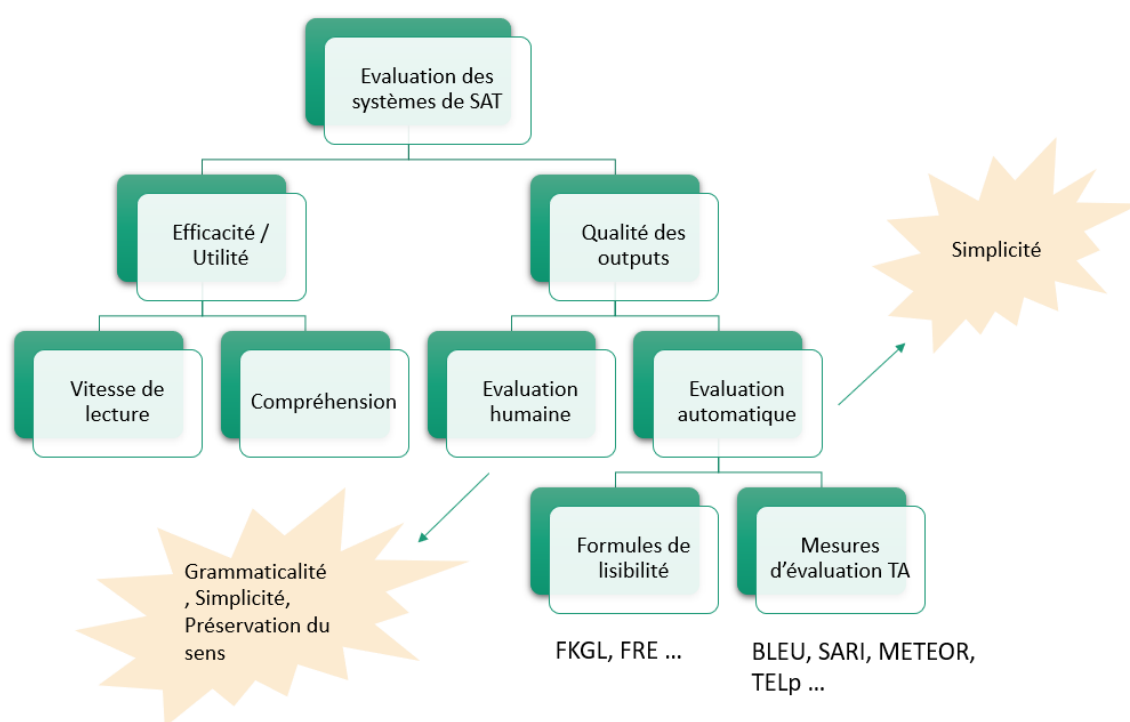 Evaluation des
systèmes de SAT
Efficacité /
Utilité
Qualité des
outputs
Simplicité
Vitesse de
lecture
Compréhension
Evaluation
humaine
Evaluation
automatique
Grammaticalité
, Simplicité,
Préservation du
sens
Formules de
lisibilité
Mesures
d'évaluation TA
FKGL, FRE ...
BLEU, SARI, METEOR,
TELp ...